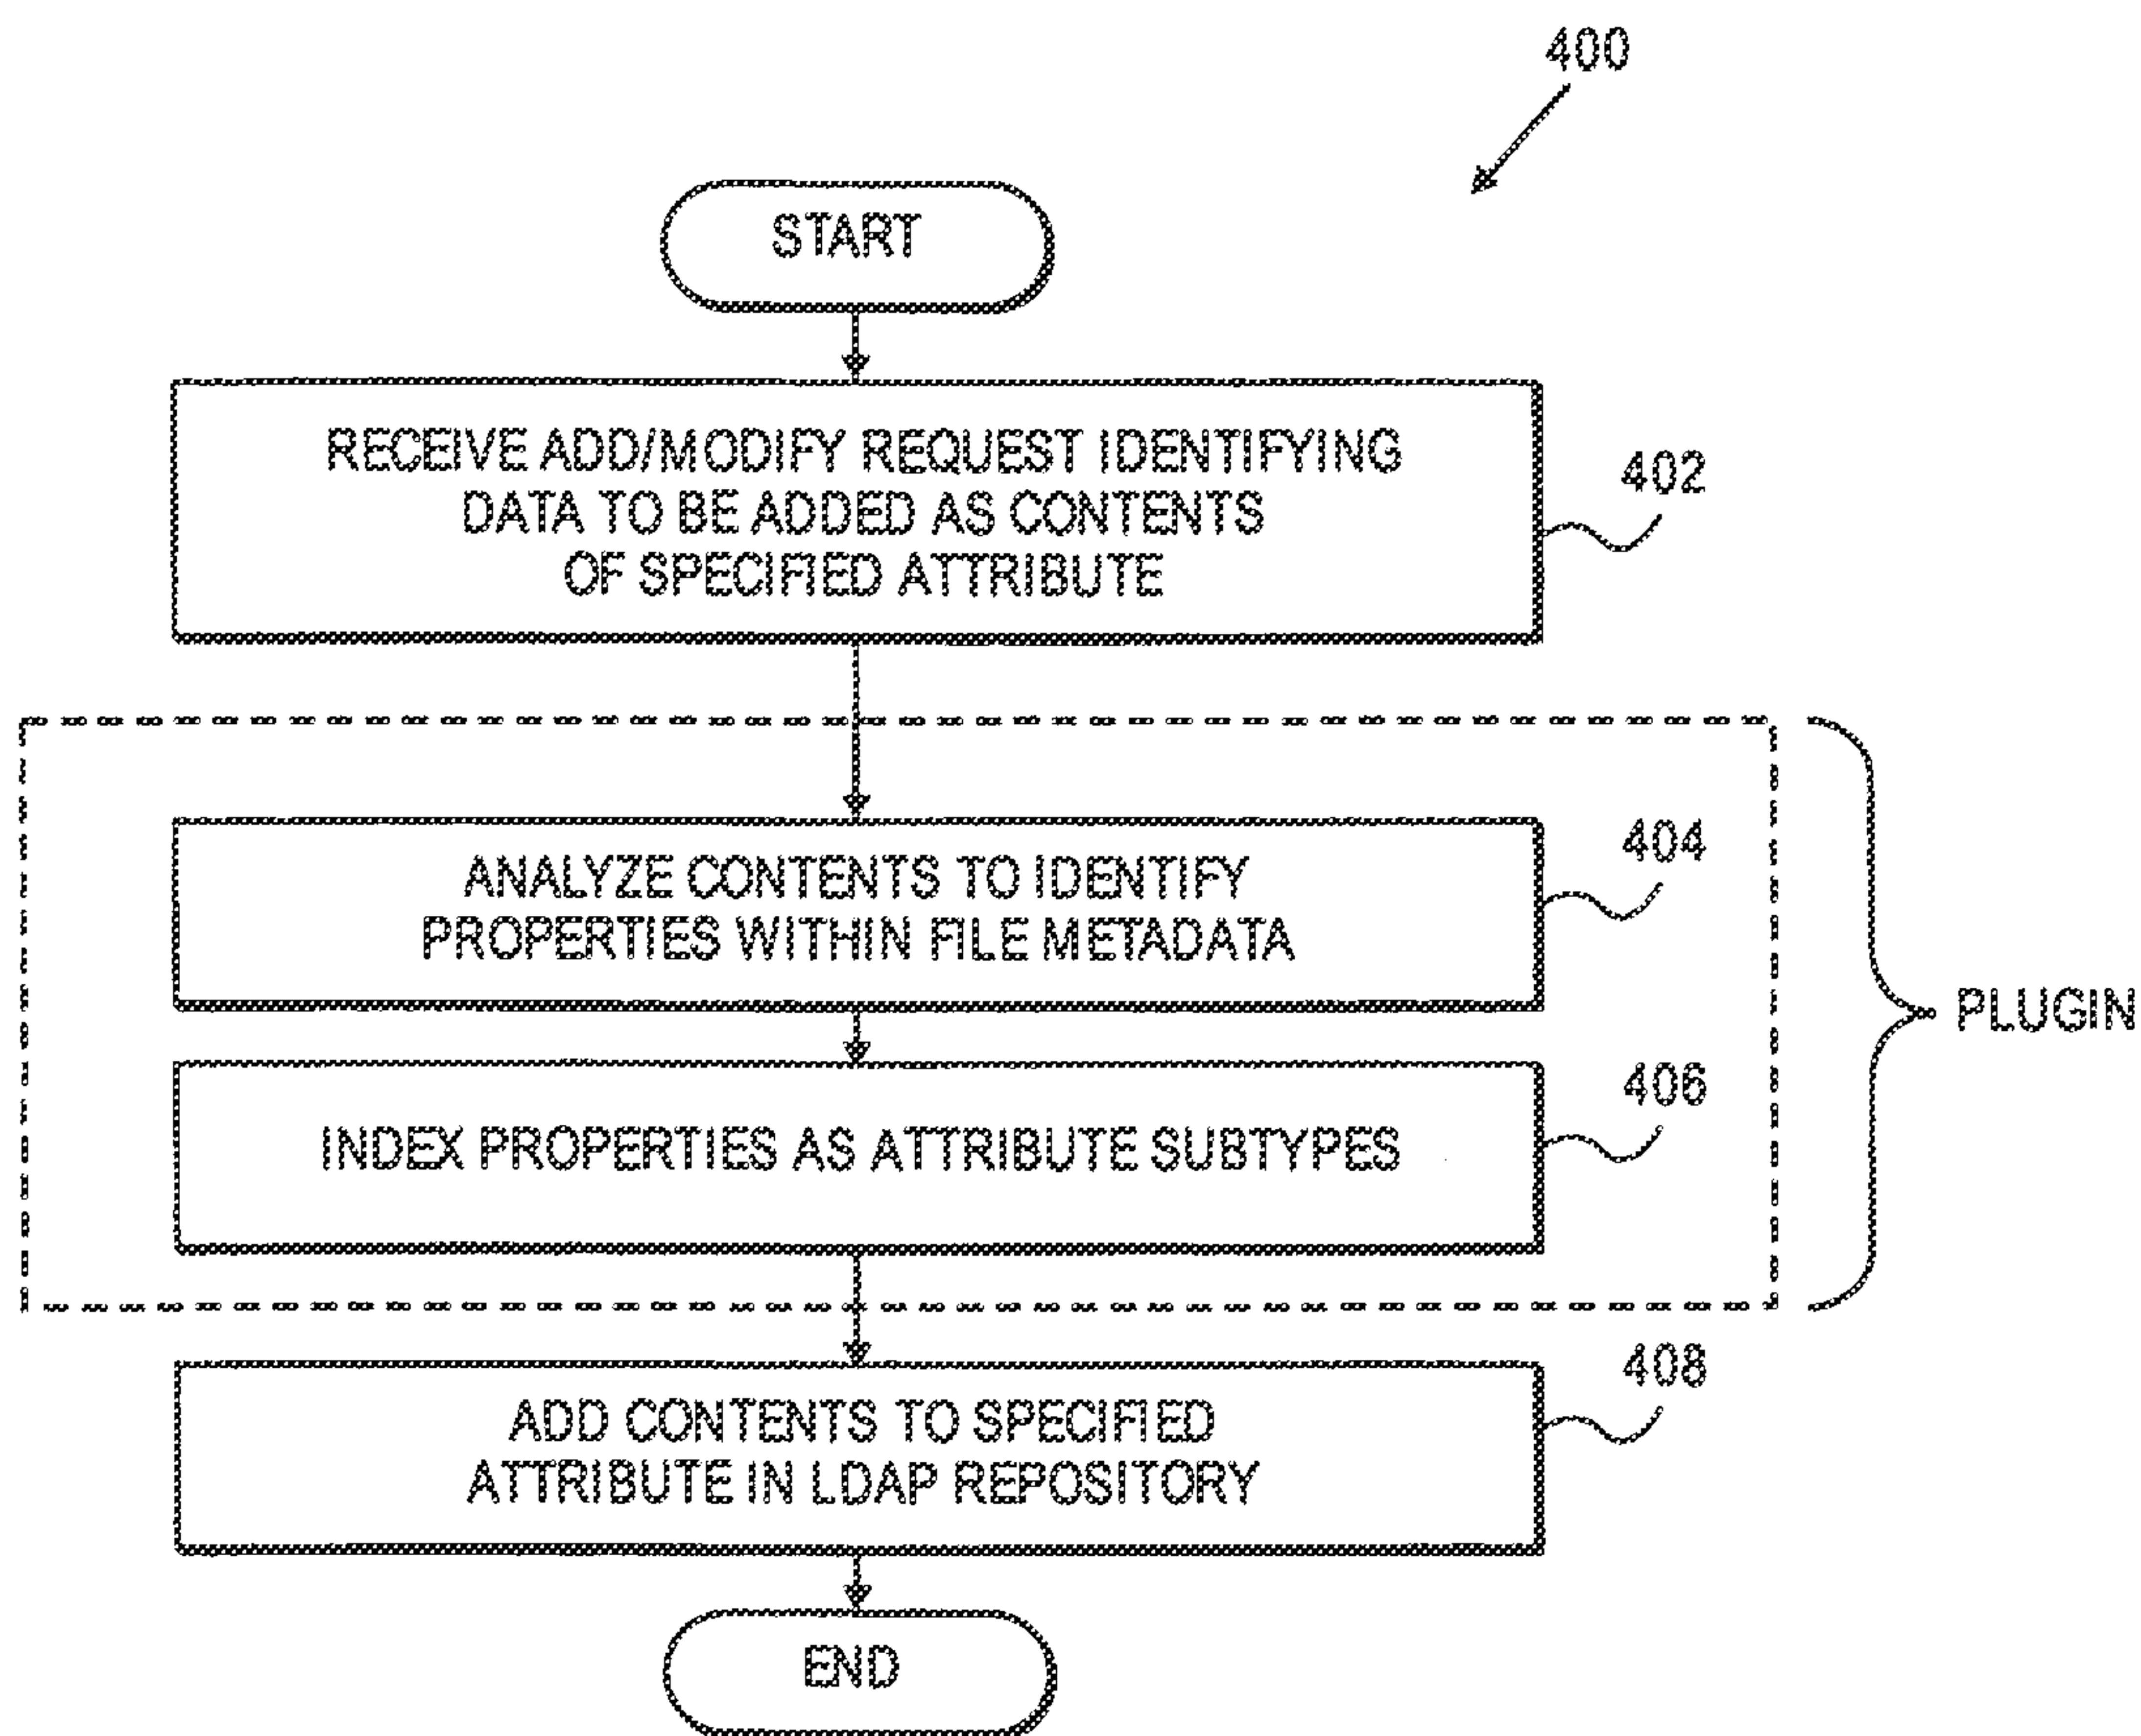 400
START
RECEIVE ADD/MODIFY REQUEST IDENTIFYING
DATA TO BE ADDED AS CONTENTS
OF SPECIFIED ATTRIBUTE
402
ANALYZE CONTENTS TO IDENTIFY
PROPERTIES WITHIN FILE METADATA
404
INDEX PROPERTIES AS ATTRIBUTE SUBTYPES
406
PLUGIN
ADD CONTENTS TO SPECIFIED
ATTRIBUTE IN LDAP REPOSITORY
408
END